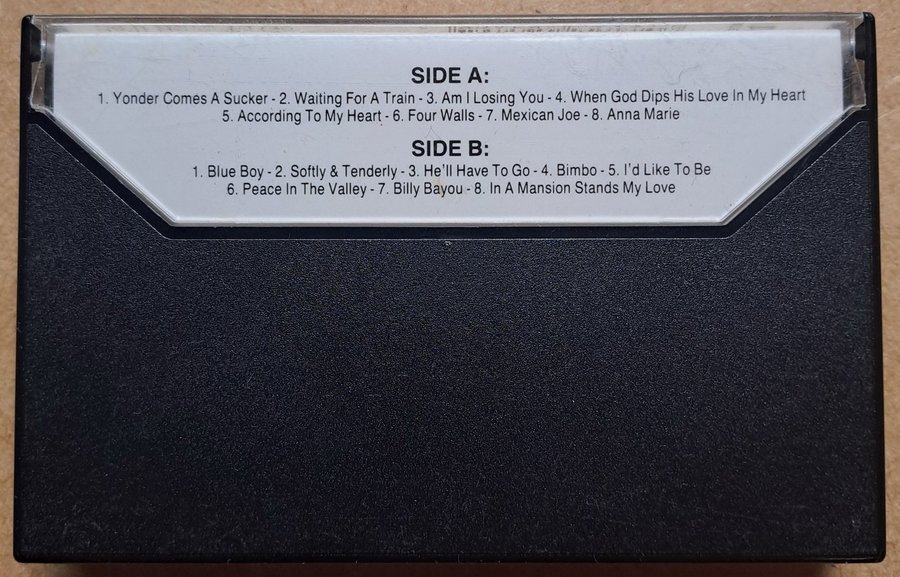 SIDE A:
1. Yonder Comes A Sucker - 2. Waiting For A Train - 3. Am I Losing You - 4. When God Dips His Love In My Heart
5. According To My Heart - 6. Four Walls - 7. Mexican Joe - 8. Anna Marie
SIDE B:
1. Blue Boy - 2. Softly & Tenderly - 3. He'll Have To Go - 4. Bimbo - 5. I'd Like To Be
6. Peace In The Valley - 7. Billy Bayou - 8. In A Mansion Stands My Love